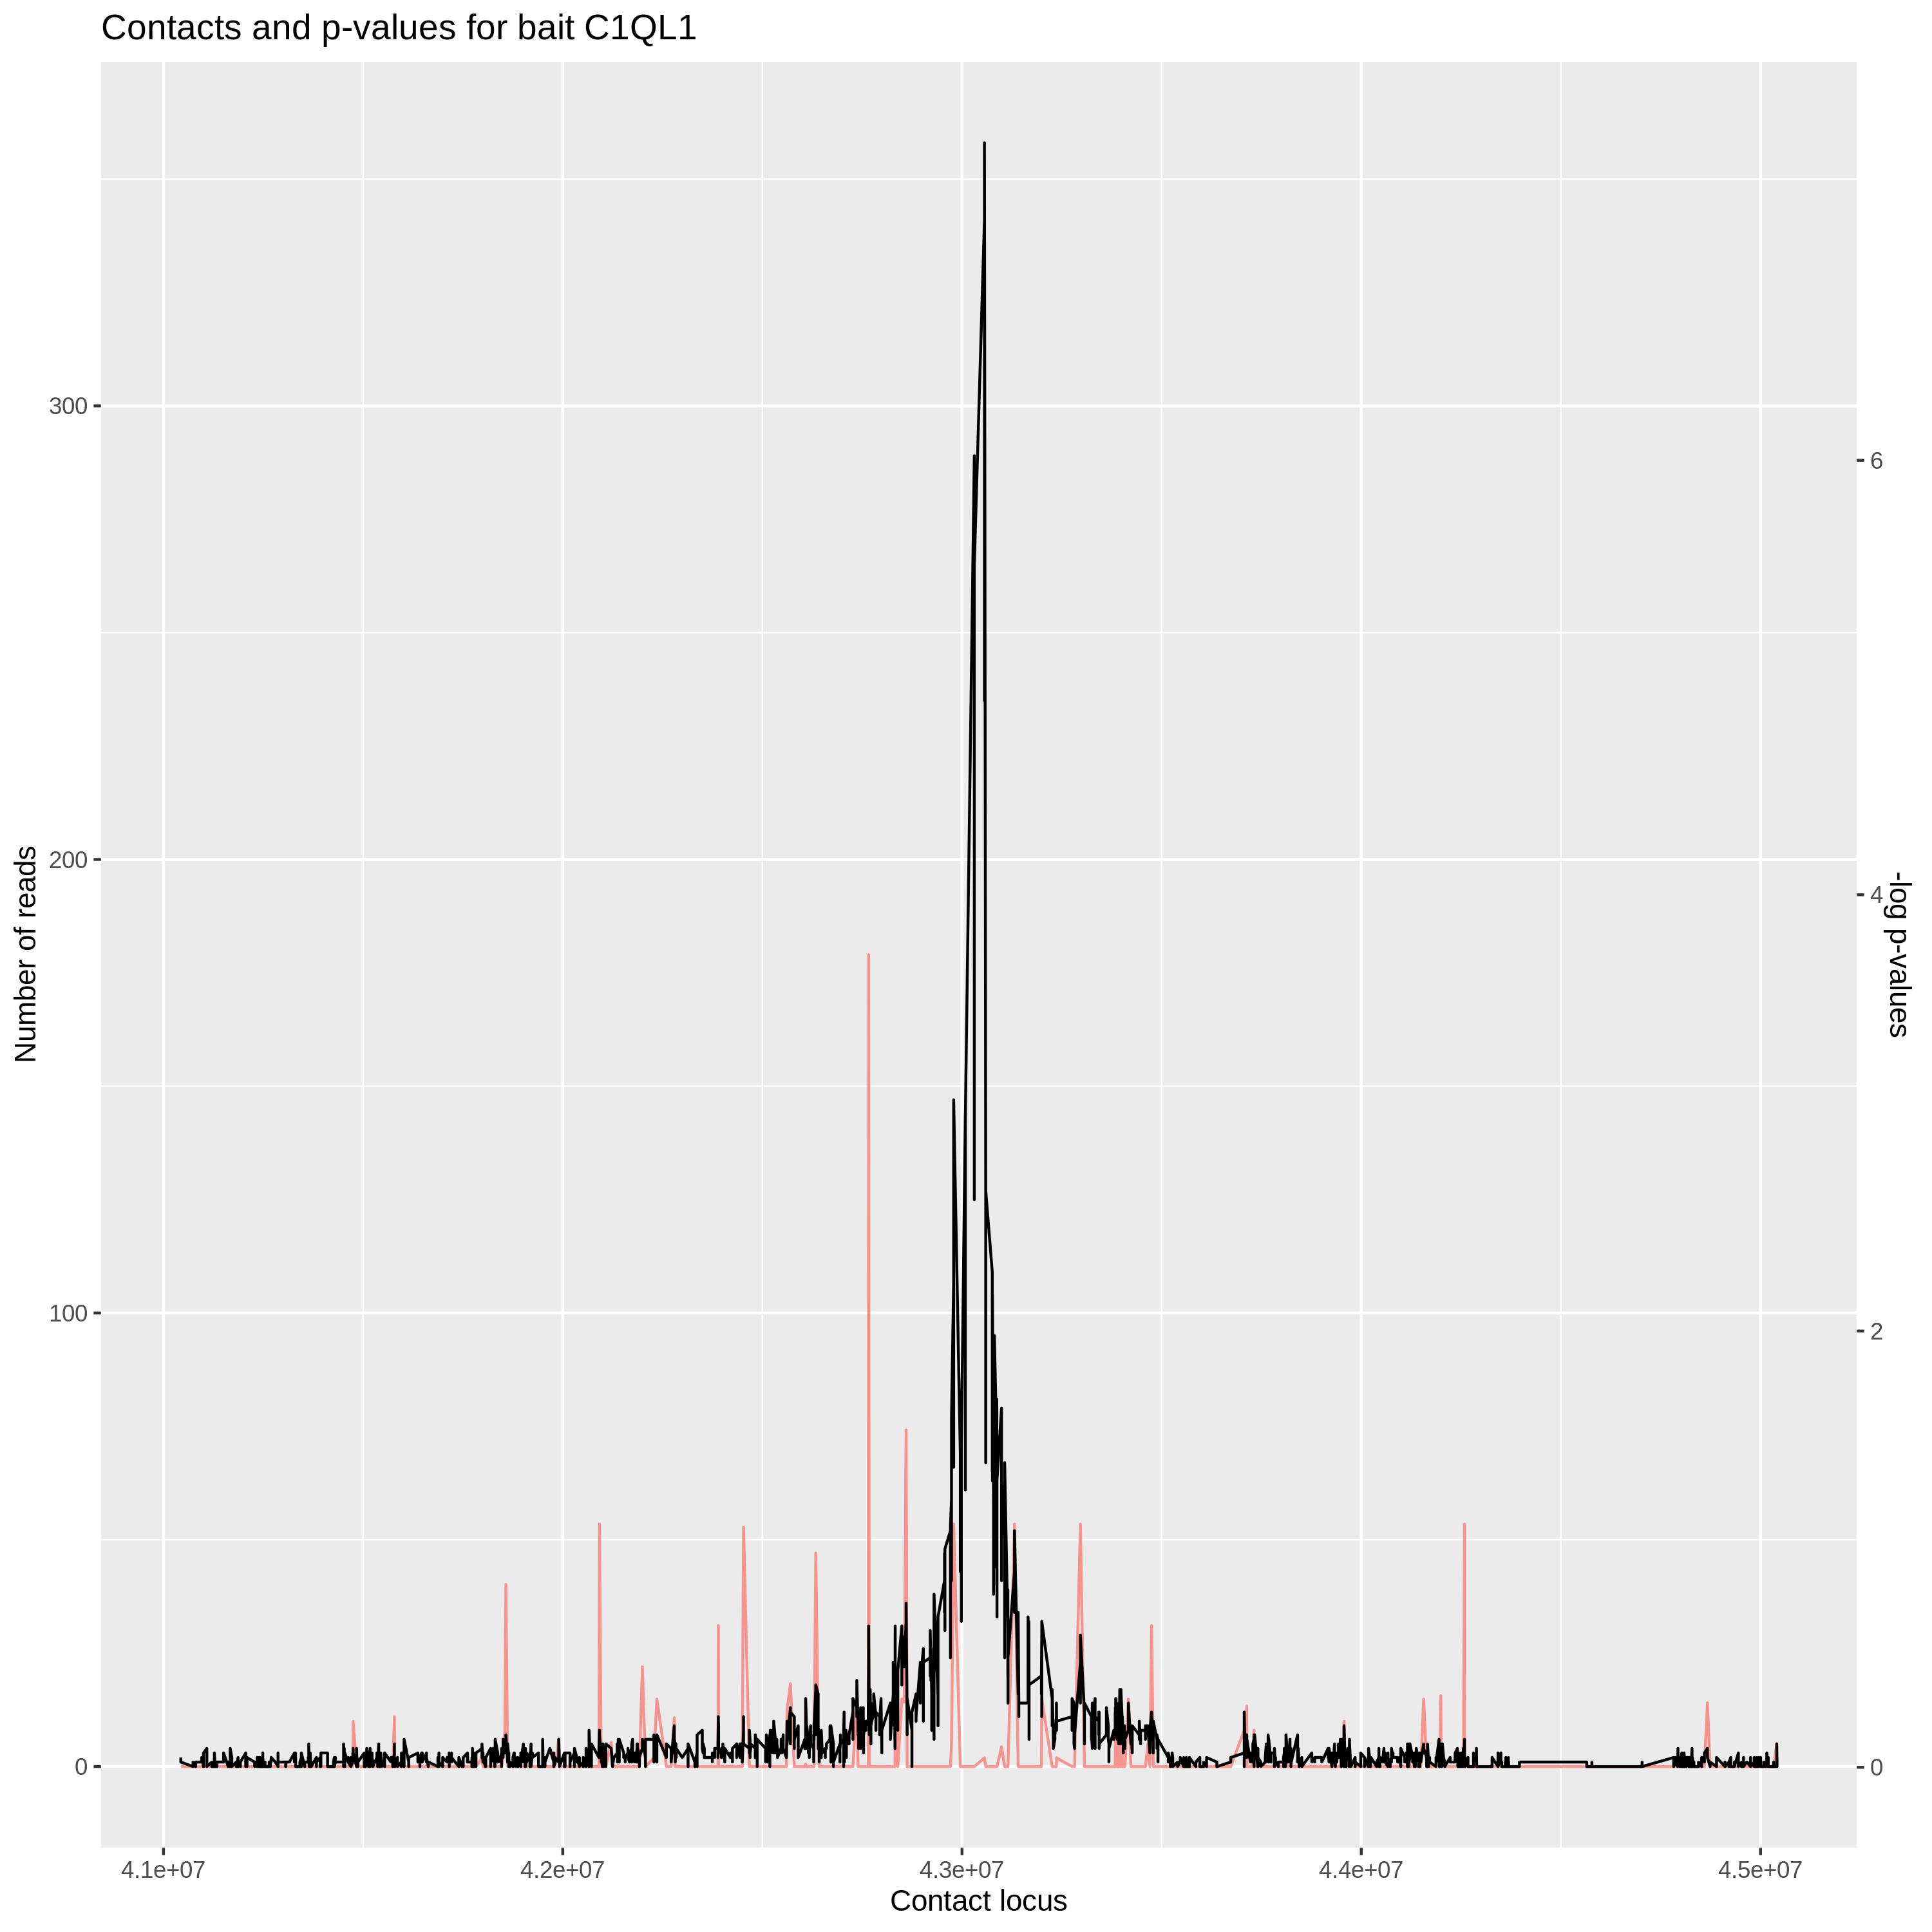 Contacts and p-values for bait C1QL1
Number of reads
300
200
100
0
6
4
2
0
-log p-values
4.1e+07
4.2e+07
4.3e+07
4.4e+07
4.5e+07
Contact locus